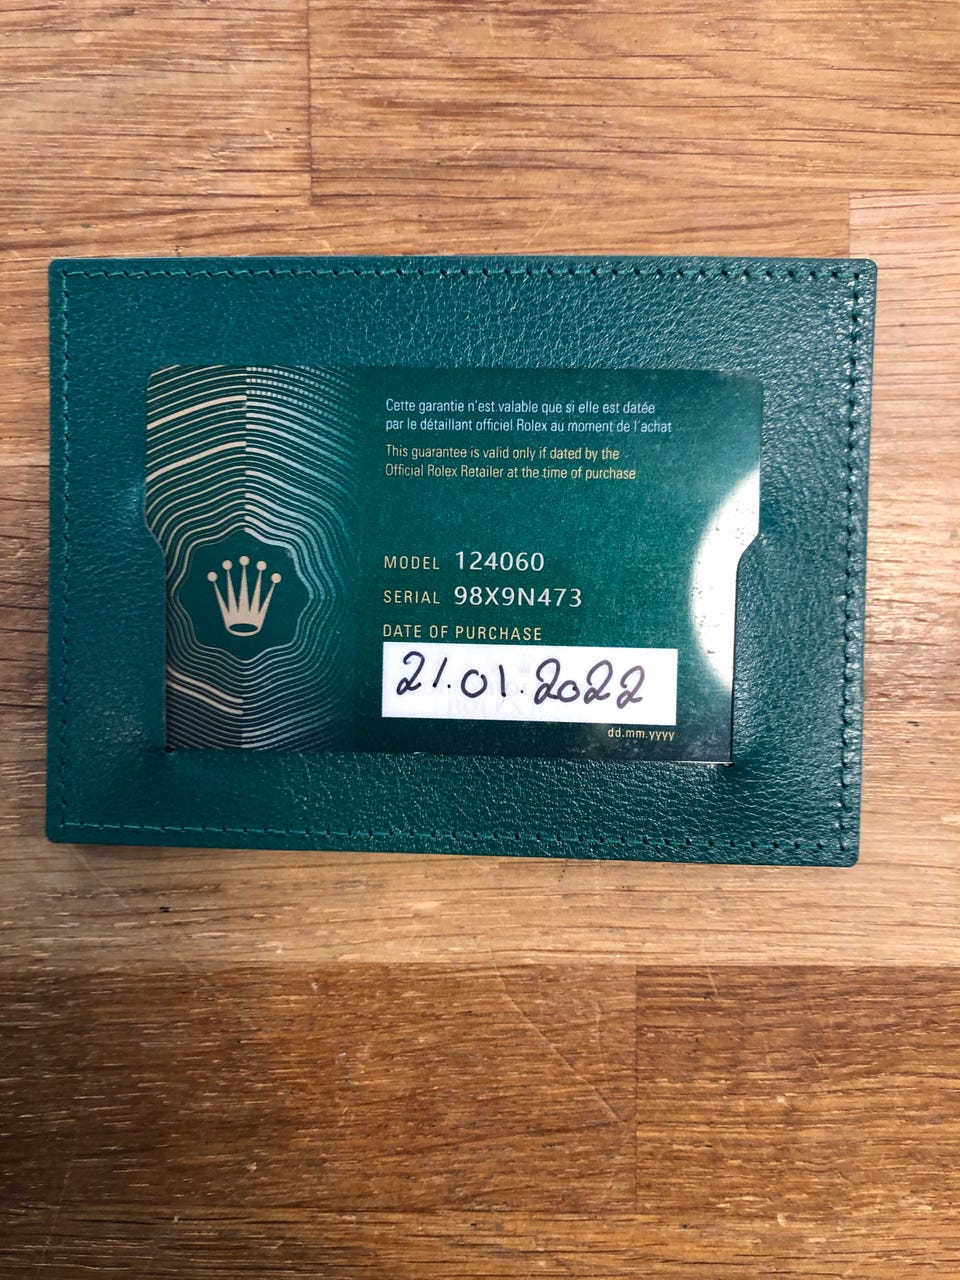 Cette garantie n'est valable que si elle est datée
par le détaillant officiel Rolex au moment de l'achat
This guarantee is valid only if dated by the
Official Rolex Retailer at the time of purchase
MODEL 124060
SERIAL 98X9N473
DATE OF PURCHASE
21.01.2022
dd.mm.yyyy